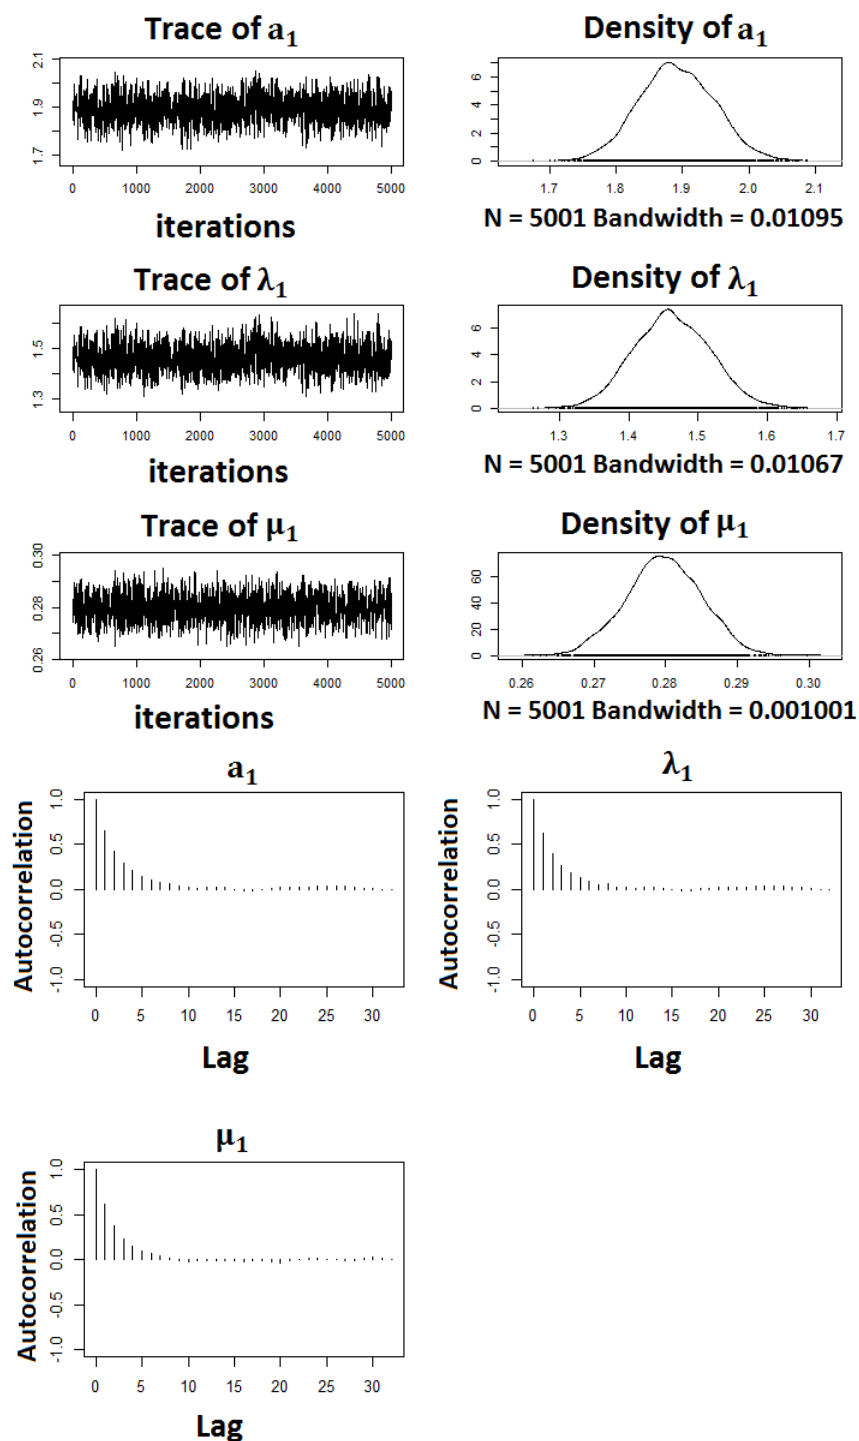 Trace of a₁ Density of a₁
2.1
1.9
1.7
0 1000 2000 3000 4000 5000
iterations
6
4
2
0
1.7 1.8 1.9 2.0 2.1
N = 5001 Bandwidth = 0.01095
Trace of λ₁ Density of λ₁
1.5
1.3
0 1000 2000 3000 4000 5000
iterations
6
4
2
0
1.3 1.4 1.5 1.6 1.7
N = 5001 Bandwidth = 0.01067
Trace of μ₁ Density of μ₁
0.30
0.28
0.26
0 1000 2000 3000 4000 5000
iterations
60
40
20
0
0.26 0.27 0.28 0.29 0.30
N = 5001 Bandwidth = 0.001001
a₁
Autocorrelation
1.0
0.5
0.0
-0.5
-1.0
0 5 10 15 20 25 30
Lag
λ₁
Autocorrelation
1.0
0.5
0.0
-0.5
-1.0
0 5 10 15 20 25 30
Lag
μ₁
Autocorrelation
1.0
0.5
0.0
-0.5
-1.0
0 5 10 15 20 25 30
Lag